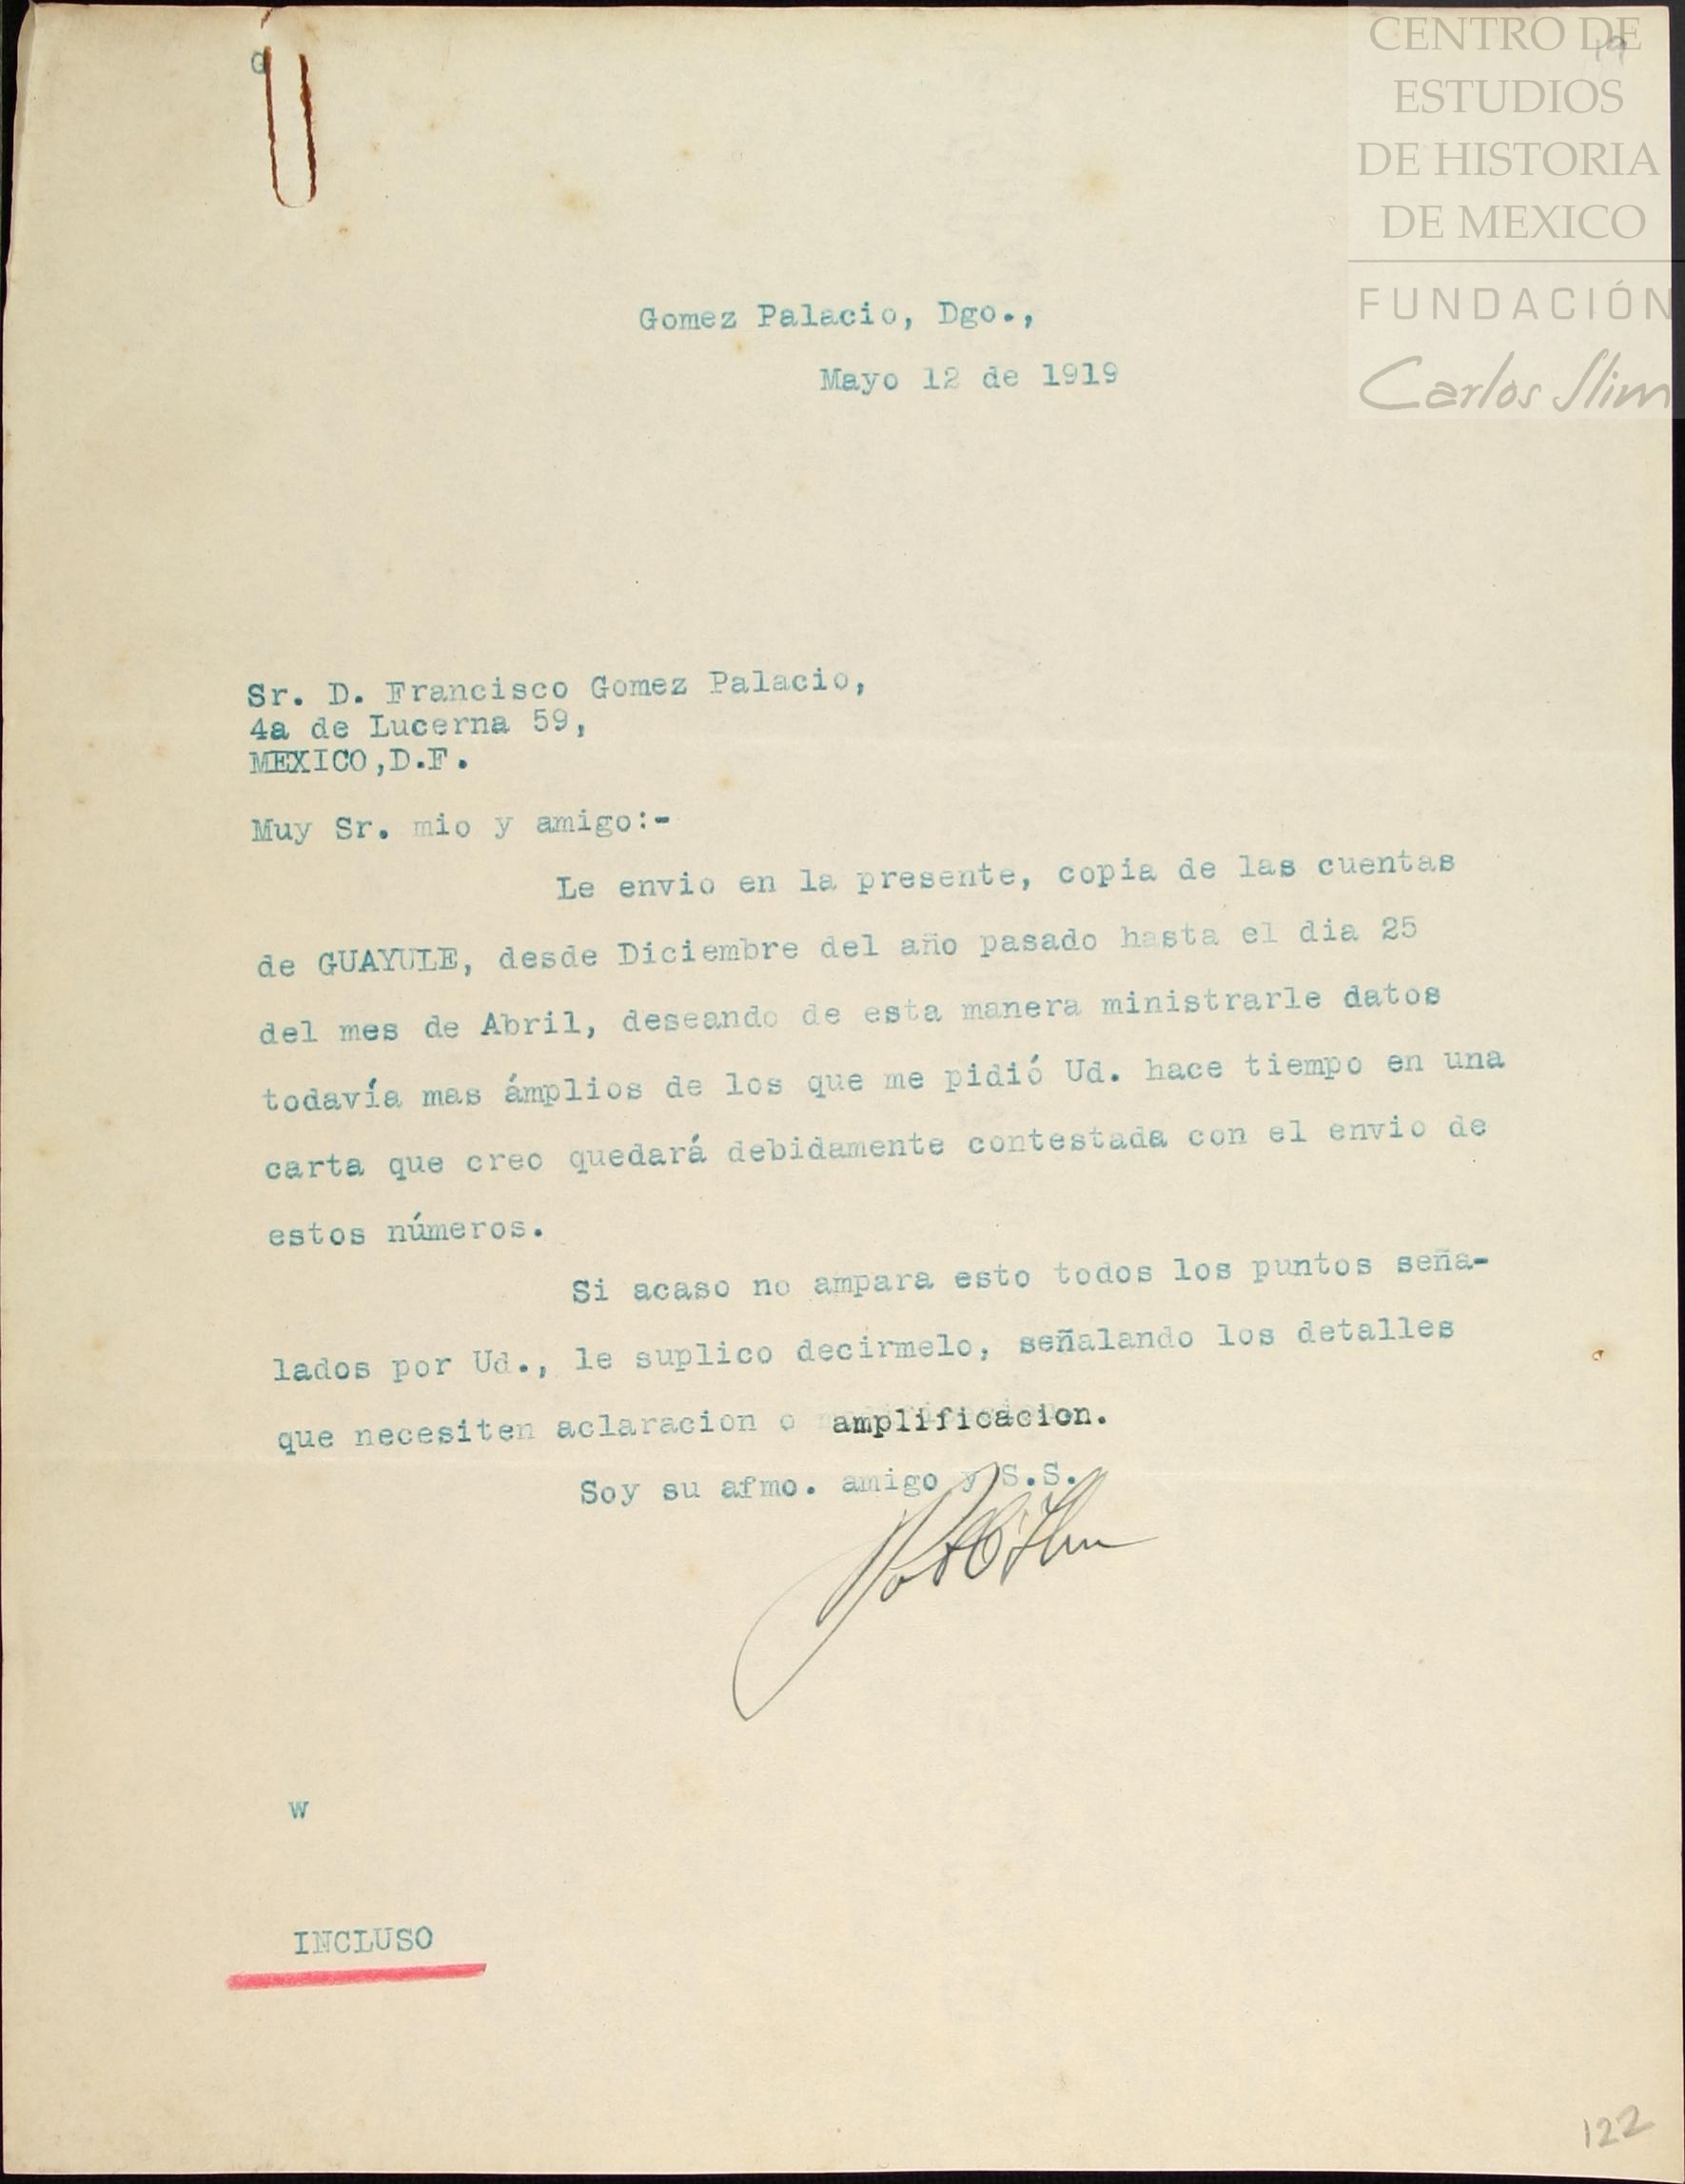 G
19
CENTRO DE
ESTUDIOS
DE HISTORIA
DE MEXICO
FUNDACIÓN
Carlos Slim
Gomez Palacio, Dgo.,
Mayo 12 de 1919
Sr. D. Francisco Gomez Palacio,
4a de Lucerna 59,
MEXICO,D.F.
Muy Sr. mio y amigo:-
Le envio en la presente, copia de las cuentas
de GUAYULE, desde Diciembre del año pasado hasta el dia 25
del mes de Abril, deseando de esta manera ministrarle datos
todavía mas ámplios de los que me pidió Ud. hace tiempo en una
carta que creo quedará debidamente contestada con el envio de
estos números.
Si acaso no ampara esto todos los puntos seña-
lados por Ud., le suplico decirmelo, señalando los detalles
que necesiten aclaracion o amplificacion.
Soy su afmo. amigo y S.S.
w
INCLUSO
122